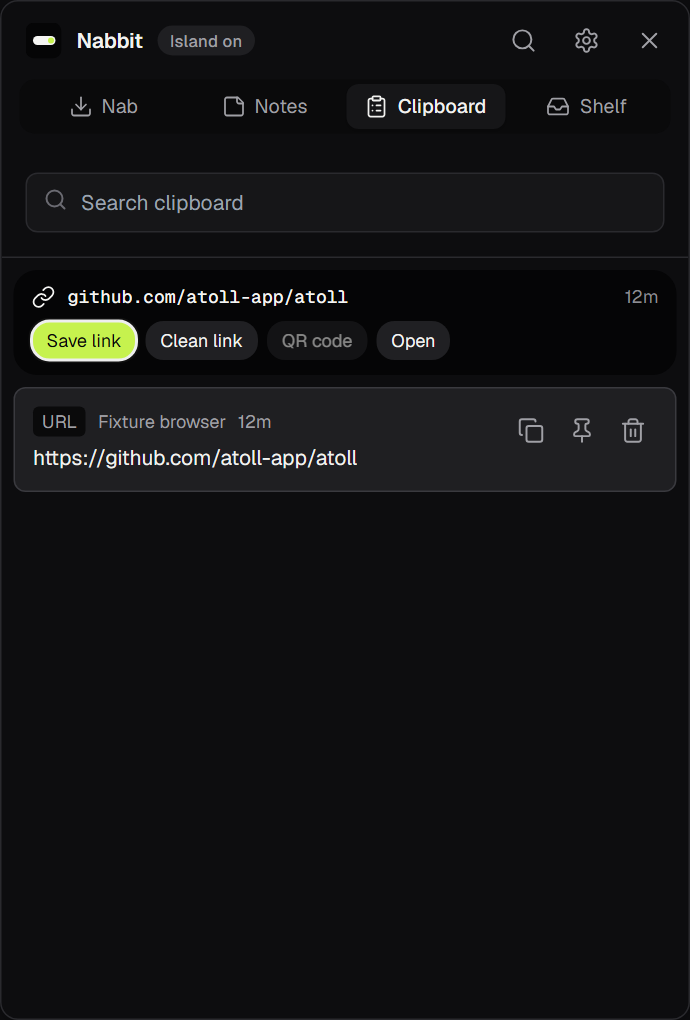 Nabbit Island on
Nab Notes Clipboard Shelf
Search clipboard
github.com/atoll-app/atoll 12m
Save link Clean link QR code Open
URL Fixture browser 12m
https://github.com/atoll-app/atoll